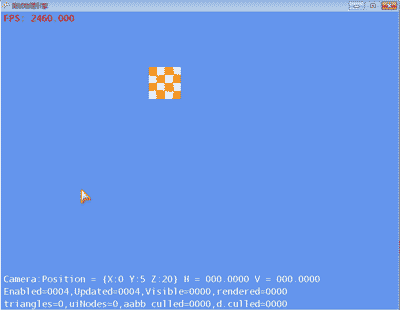 FPS: 2460.000
Camera:Position = {X:0 Y:5 Z:20} H = 000.0000 V = 000.0000
Enabled=0004,Updated=0004,Visible=0000,rendered=0000
triangles=0,uiNodes=0,aabb culled=0000,d.culled=0000